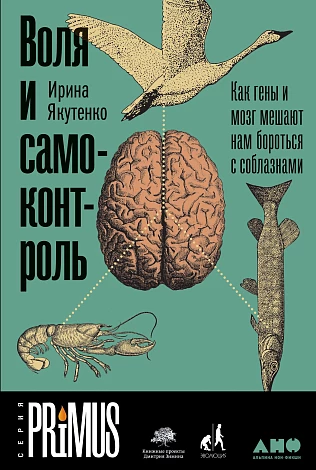 Воля
и
само-
конт-
роль
Ирина
Якутенко
Как гены и
мозг мешают
нам бороться
с соблазнами
СЕРИЯ
PRIMUS
Книжные проекты
Дмитрия Зимина
ЭВОЛЮЦИЯ
АНФ
АЛЬПИНА НОН-ФИКШН